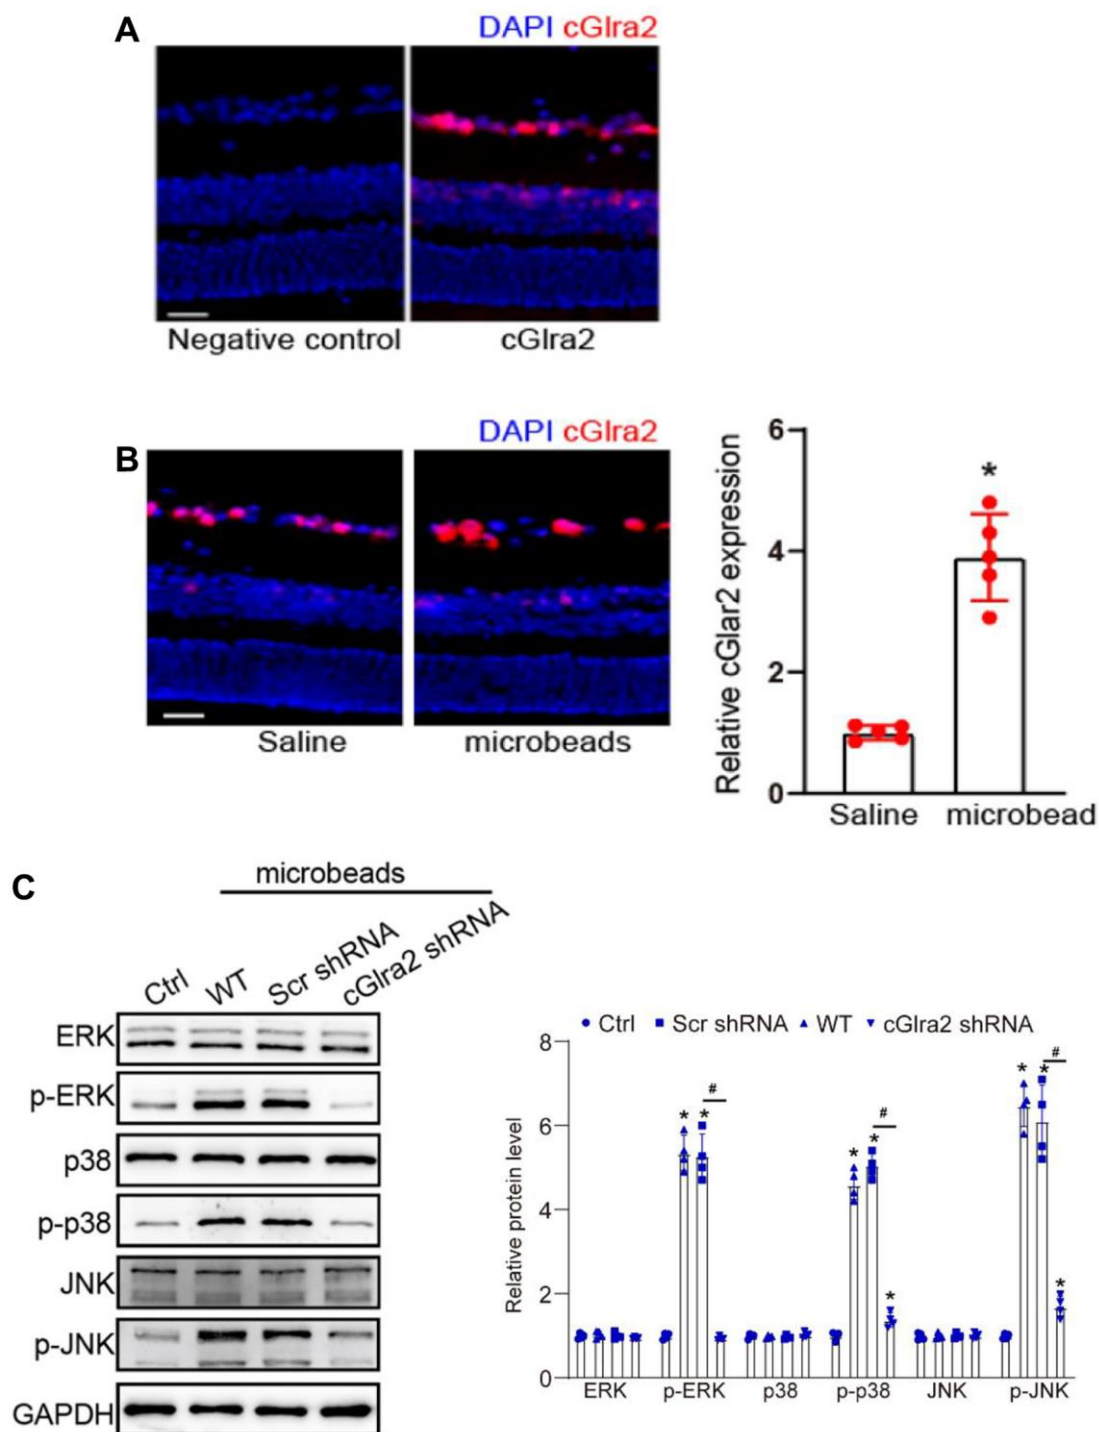 A
DAPI cGlra2
Negative control
cGlra2
B
DAPI cGlra2
Saline
microbeads
Relative cGlar2 expression
6
4
2
0
*
Saline
microbead
C
microbeads
Ctrl
WT
Scr shRNA
cGlra2 shRNA
ERK
p-ERK
p38
p-p38
JNK
p-JNK
GAPDH
Ctrl Scr shRNA WT cGlra2 shRNA
Relative protein level
8
6
4
2
0
* * #
* * # *
* * # *
ERK p-ERK p38 p-p38 JNK p-JNK